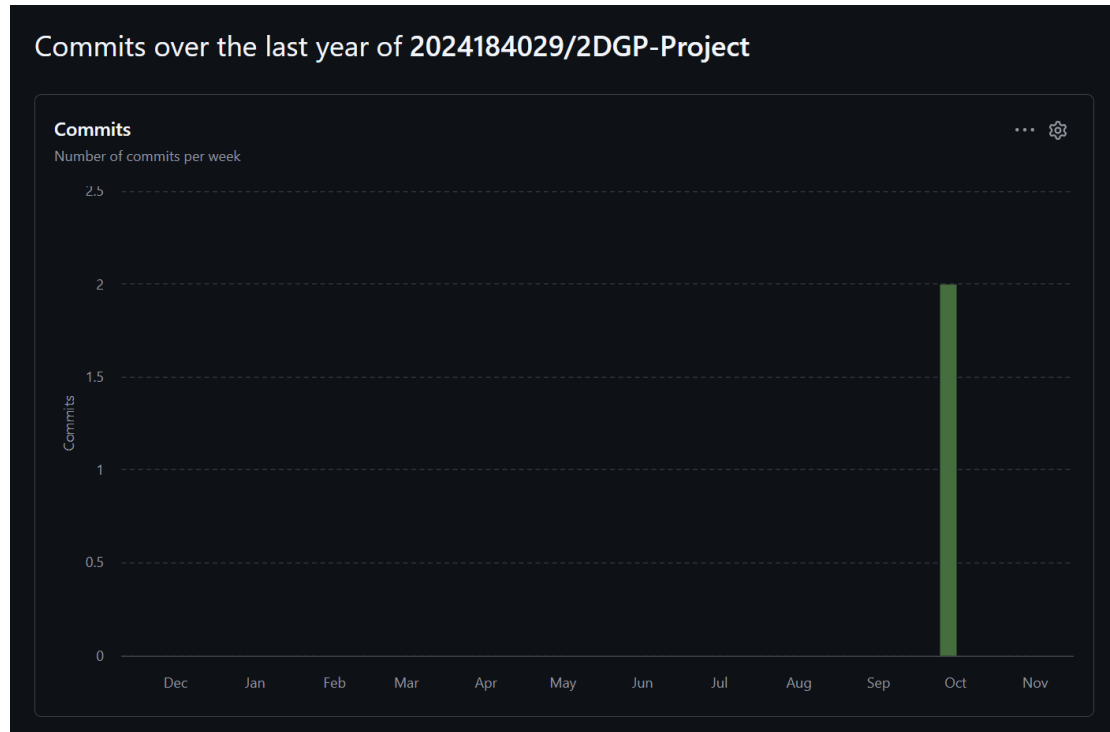 Commits over the last year of 2024184029/2DGP-Project
Commits
Number of commits per week
2.5
2
1.5
1
0.5
0
Commits
Dec Jan Feb Mar Apr May Jun Jul Aug Sep Oct Nov